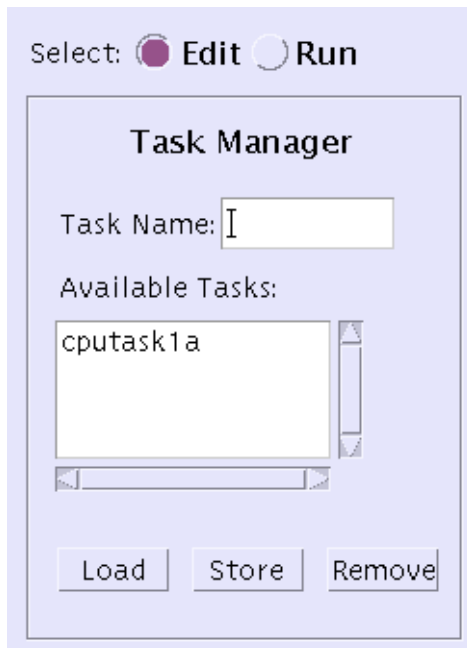 Select: Edit Run
Task Manager
Task Name:
Available Tasks:
cputask1a
Load Store Remove